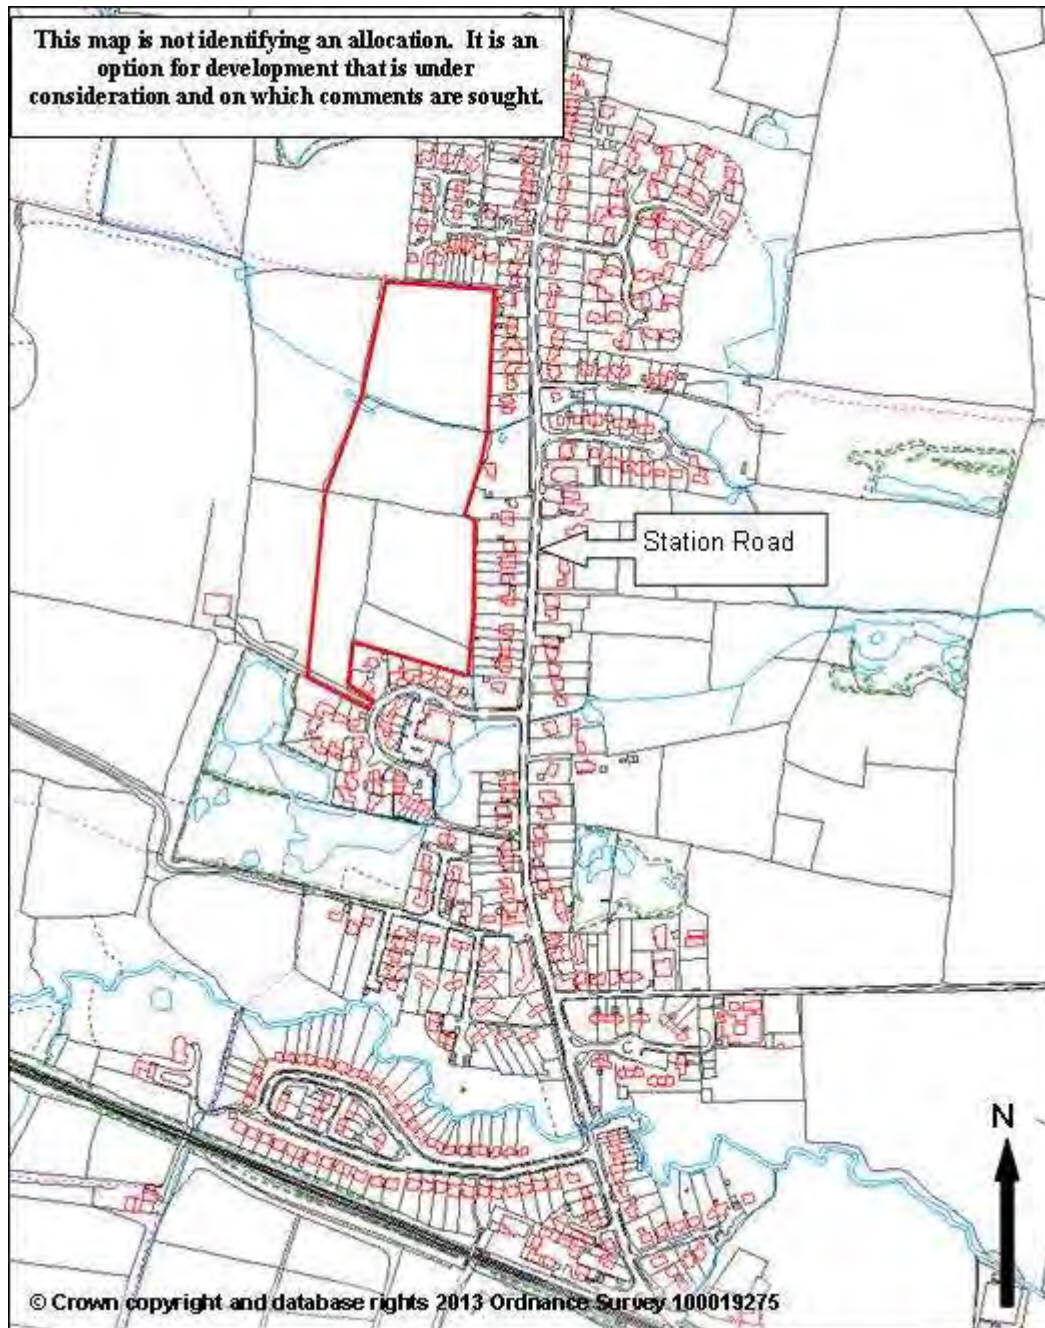 This map is not identifying an allocation. It is an
option for development that is under
consideration and on which comments are sought.
Station Road
N
© Crown copyright and database rights 2013 Ordnance Survey 100019275